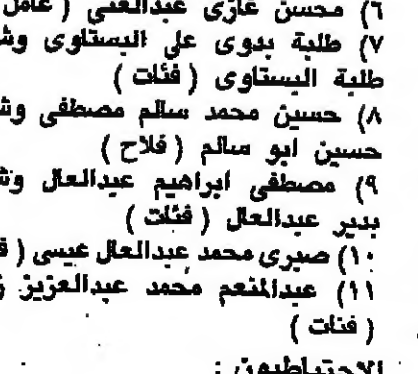 ٦) محسن غازى عبدالغنى ( عامل
٧) طلبة بدوى على البستاوى وش
طلبة البستاوى ( فئات )
٨) حسين محمد سالم مصطفى وش
حسين ابو سالم ( فلاح )
٩) مصطفى ابراهيم عبدالعال وش
بدير عبدالعال ( فئات )
١٠) صبرى محمد عبدالعال عيسى ( ف
١١) عبدالمنعم محمد عبدالعزيز ز
( فئات )
الاحتياطيون :